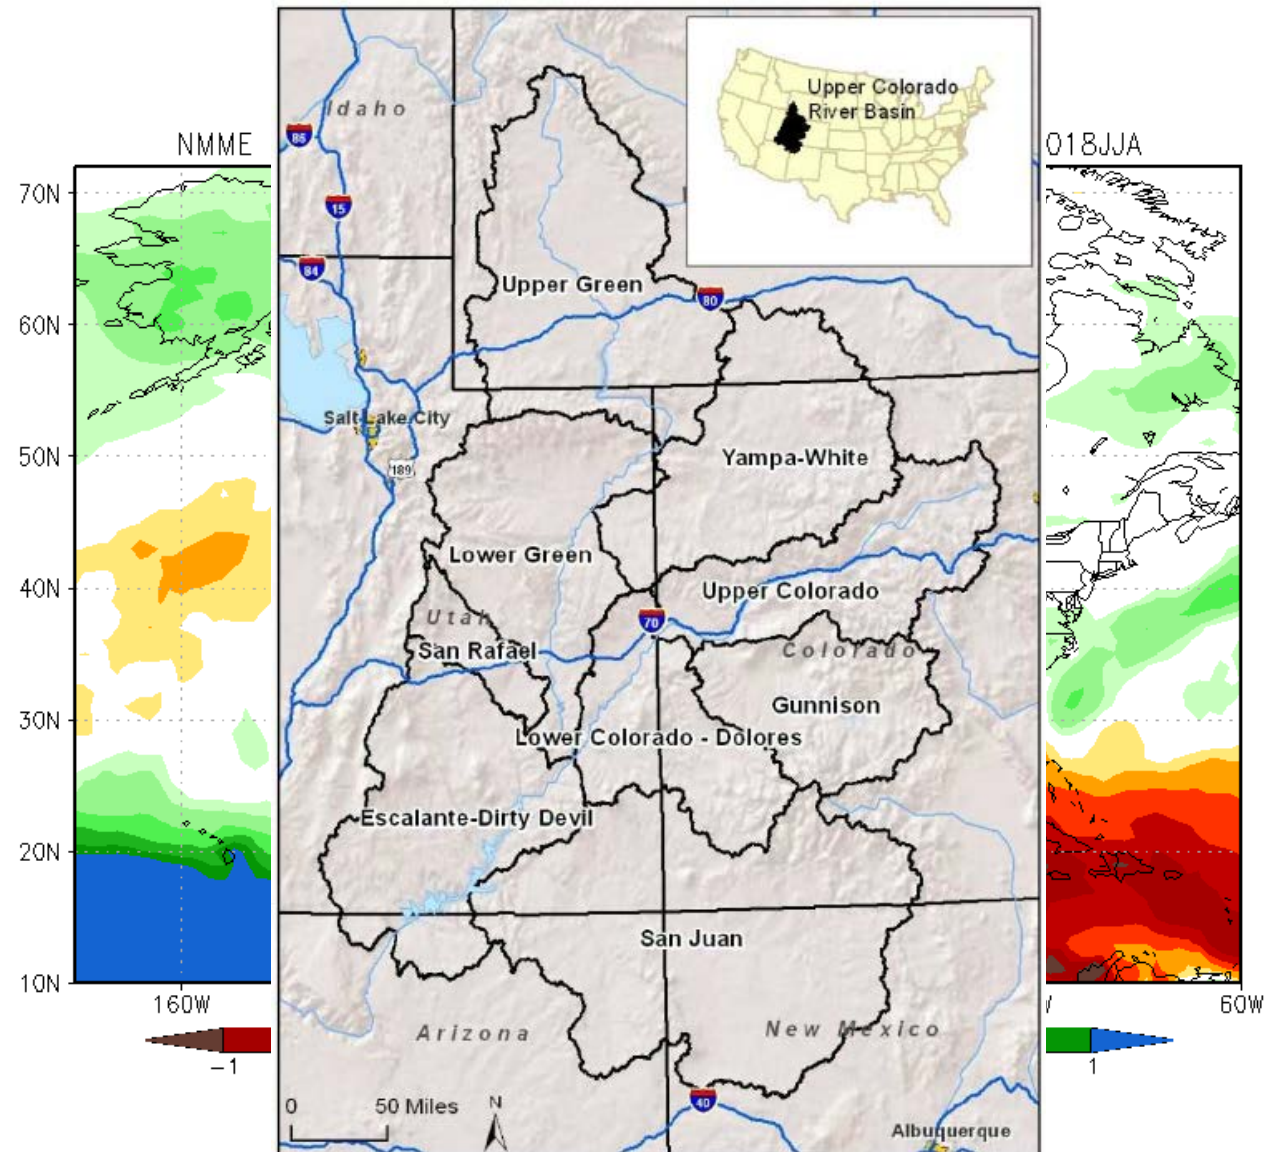 NMME
018JJA
70N
60N
50N
40N
30N
20N
10N
160W
60W
-1
1
Upper Colorado
River Basin
Idaho
86
15
84
80
Upper Green
Salt Lake City
189
Yampa-White
Lower Green
Upper Colorado
Utah
70
San Rafael
Colorado
Gunnison
Lower Colorado - Dolores
Escalante-Dirty Devil
San Juan
Arizona
New Mexico
0 50 Miles
N
40
Albuquerque